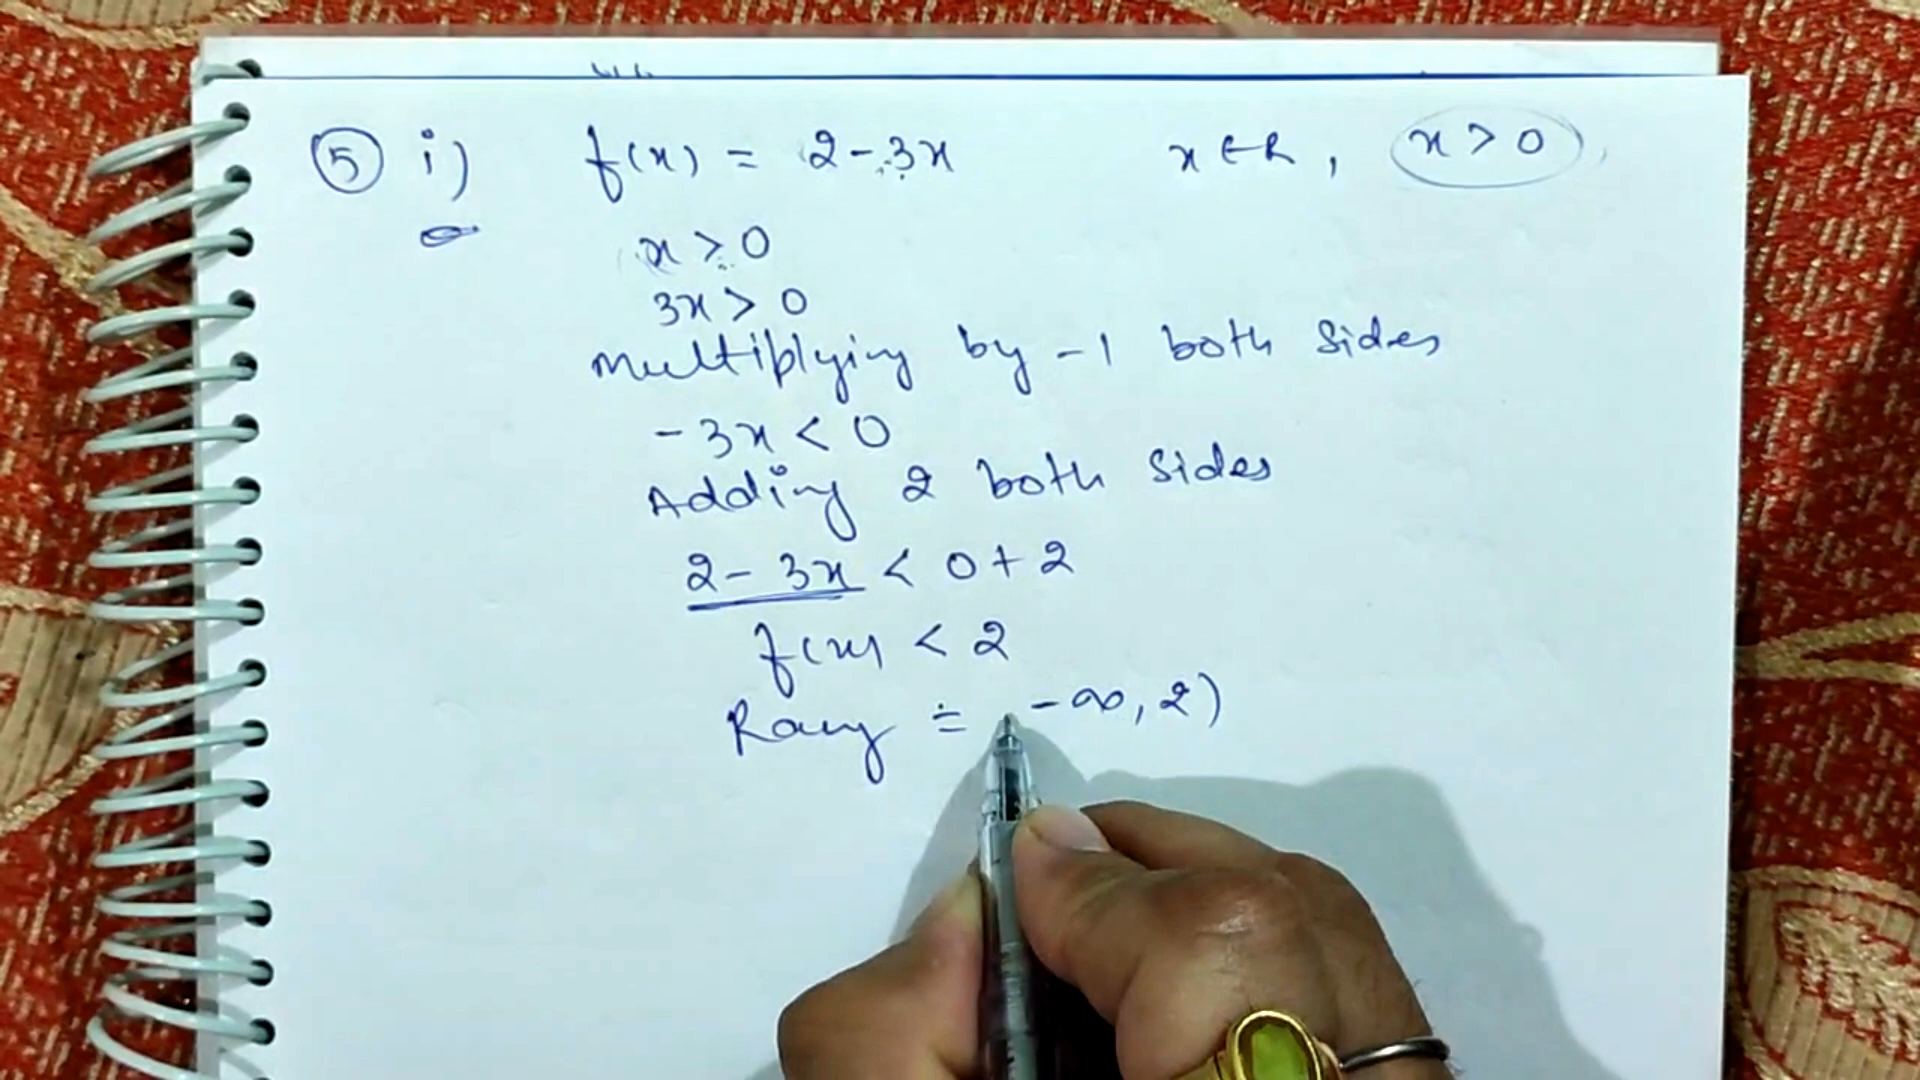 5 i) f(x) = 2-3x x ∈ R, x > 0,
x > 0
3x > 0
Multiplying by -1 both sides
-3x < 0
Adding 2 both sides
2 - 3x < 0 + 2
f(x) < 2
Range = -∞, 2)